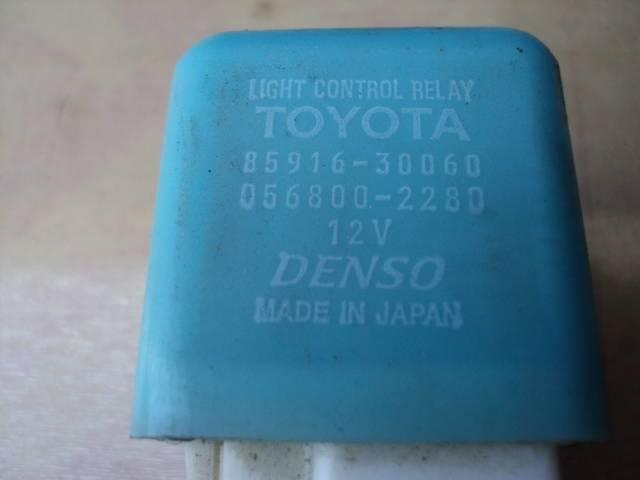 LIGHT CONTROL RELAY
TOYOTA
85916-30060
056800-2280
12V
DENSO
MADE IN JAPAN